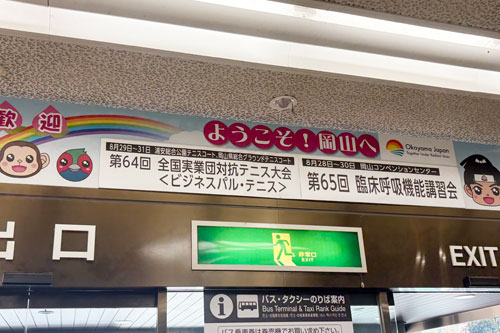 歓迎
ようこそ!岡山へ
Okayama Japan
8月29日~31日 浦安総合公園テニスコート、岡山県総合グラウンドテニスコート
第64回 全国実業団対抗テニス大会
<ビジネスパル・テニス>
8月28日~30日 岡山コンベンションセンター
第65回 臨床呼吸機能講習会
出口
非常口
EXIT
EXIT
バス・タクシーのりば案内
Bus Terminal & Taxi Rank Guide